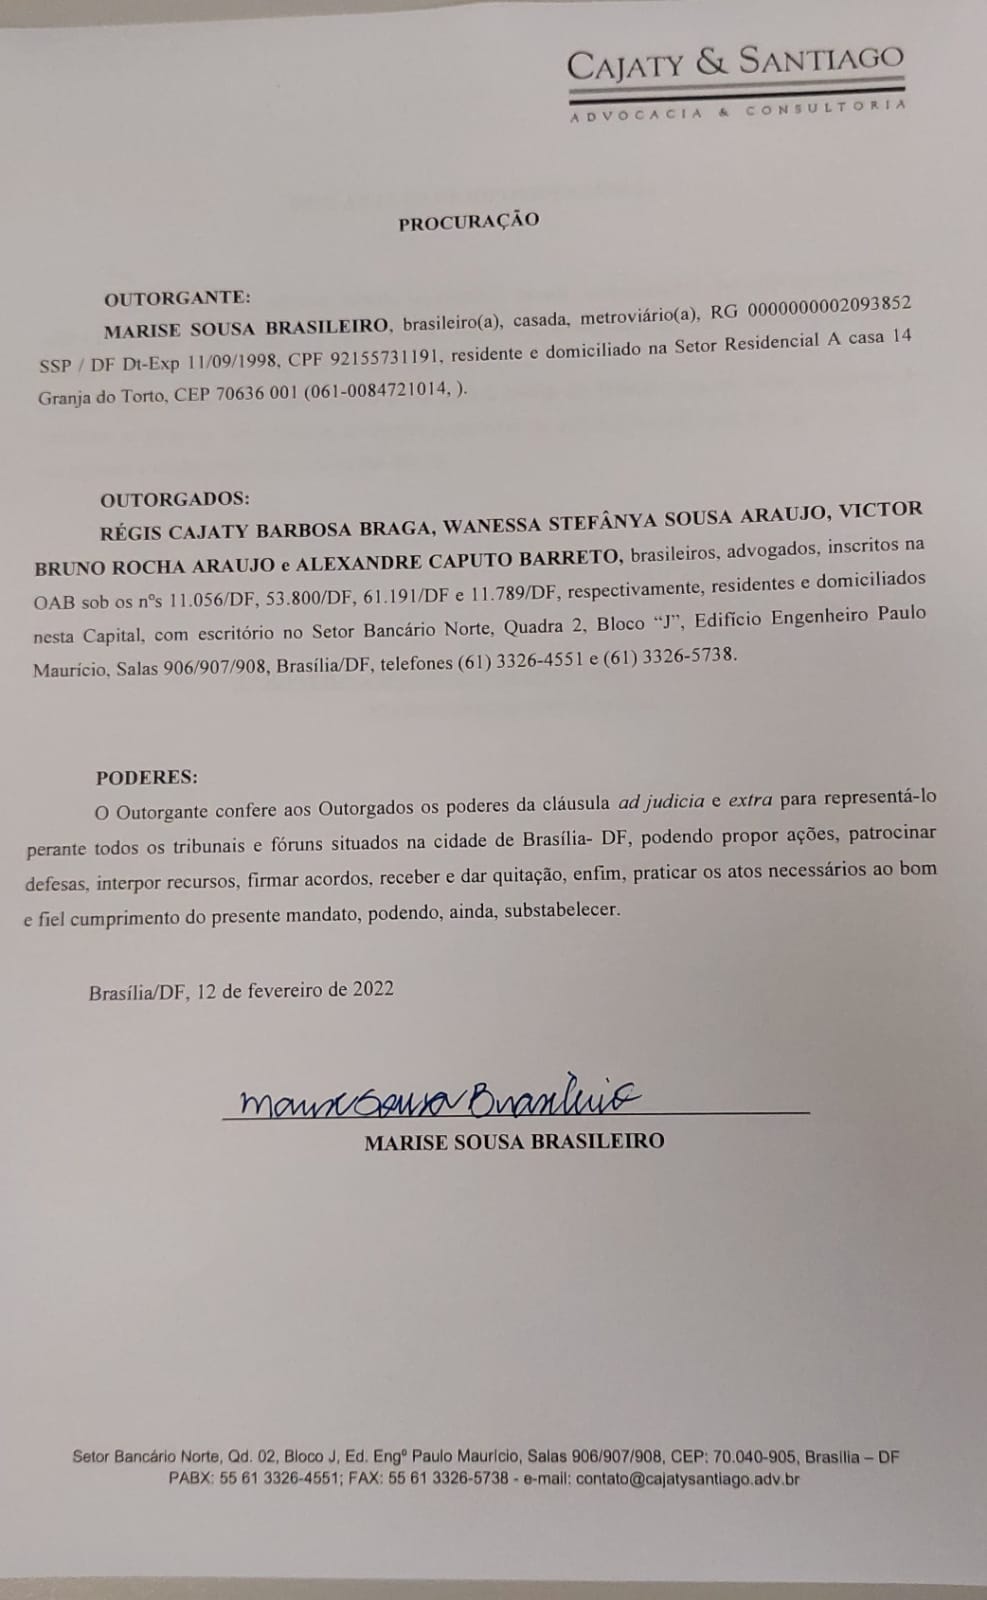 CAJATY & SANTIAGO
ADVOCACIA & CONSULTORIA
PROCURAÇÃO
OUTORGANTE:
MARISE SOUSA BRASILEIRO, brasileiro(a), casada, metroviário(a), RG 0000000002093852
SSP / DF Dt-Exp 11/09/1998, CPF 92155731191, residente e domiciliado na Setor Residencial A casa 14
Granja do Torto, CEP 70636 001 (061-0084721014, ).
OUTORGADOS:
RÉGIS CAJATY BARBOSA BRAGA, WANESSA STEFÂNYA SOUSA ARAUJO, VICTOR
BRUNO ROCHA ARAUJO e ALEXANDRE CAPUTO BARRETO, brasileiros, advogados, inscritos na
OAB sob os nºs 11.056/DF, 53.800/DF, 61.191/DF e 11.789/DF, respectivamente, residentes e domiciliados
nesta Capital, com escritório no Setor Bancário Norte, Quadra 2, Bloco “J”, Edifício Engenheiro Paulo
Maurício, Salas 906/907/908, Brasília/DF, telefones (61) 3326-4551 e (61) 3326-5738.
PODERES:
O Outorgante confere aos Outorgados os poderes da cláusula ad judicia e extra para representá-lo
perante todos os tribunais e fóruns situados na cidade de Brasília- DF, podendo propor ações, patrocinar
defesas, interpor recursos, firmar acordos, receber e dar quitação, enfim, praticar os atos necessários ao bom
e fiel cumprimento do presente mandato, podendo, ainda, substabelecer.
Brasília/DF, 12 de fevereiro de 2022
Marise Sousa Brasileiro
MARISE SOUSA BRASILEIRO
Setor Bancário Norte, Qd. 02, Bloco J, Ed. Engº Paulo Maurício, Salas 906/907/908, CEP: 70.040-905, Brasília – DF
PABX: 55 61 3326-4551; FAX: 55 61 3326-5738 - e-mail: contato@cajatysantiago.adv.br